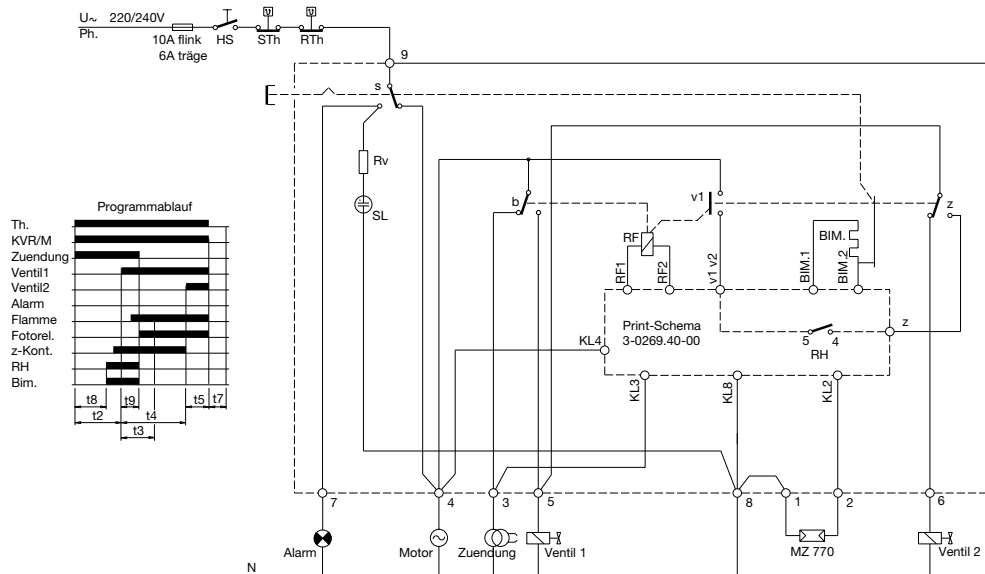 U~ 220/240V
Ph.
10A flink
6A träge
HS
STh
RTh
9
s
Rv
SL
b
v1
z
RF
BIM.
RF1
RF2
v1 v2
BIM.1
BIM.2
Print-Schema
3-0269.40-00
5 4
RH
z
KL4
KL3
KL8
KL2
Programmablauf
Th.
KVR/M
Zuendung
Ventil1
Ventil2
Alarm
Flamme
Fotorel.
z-Kont.
RH
Bim.
t8
t9
t5
t7
t2
t4
t3
7
4
3
5
8
1
2
6
Alarm
Motor
Zuendung
Ventil 1
MZ 770
Ventil 2
N